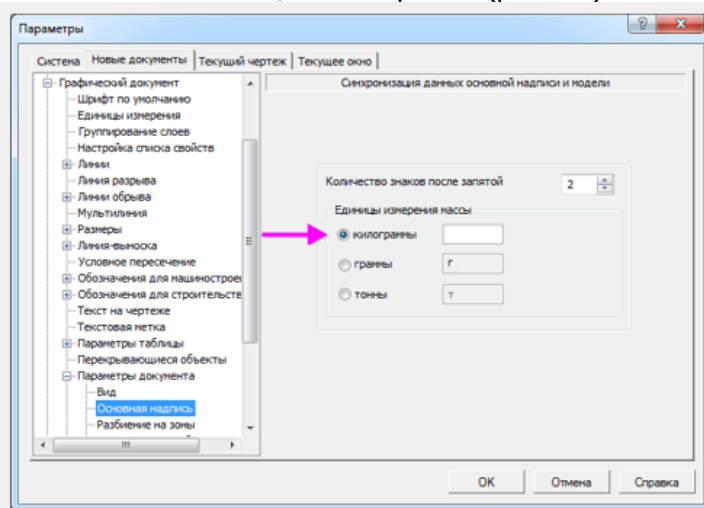 Параметры
Система Новые документы Текущий чертеж Текущее окно
Графический документ
Шрифт по умолчанию
Единицы измерения
Группирование слоев
Настройка списка свойств
Линии
Линия разрыва
Линии обрыва
Мультилиния
Размеры
Линия-выноска
Условное пересечение
Обозначения для машиностроен
Обозначения для строительстве
Текст на чертеже
Текстовая метка
Параметры таблицы
Перекрывающиеся объекты
Параметры документа
Вид
Основная надпись
Разбиение на зоны
Синхронизация данных основной надписи и модели
Количество знаков после запятой 2
Единицы измерения массы
килограммы
граммы г
тонны т
OK Отмена Справка